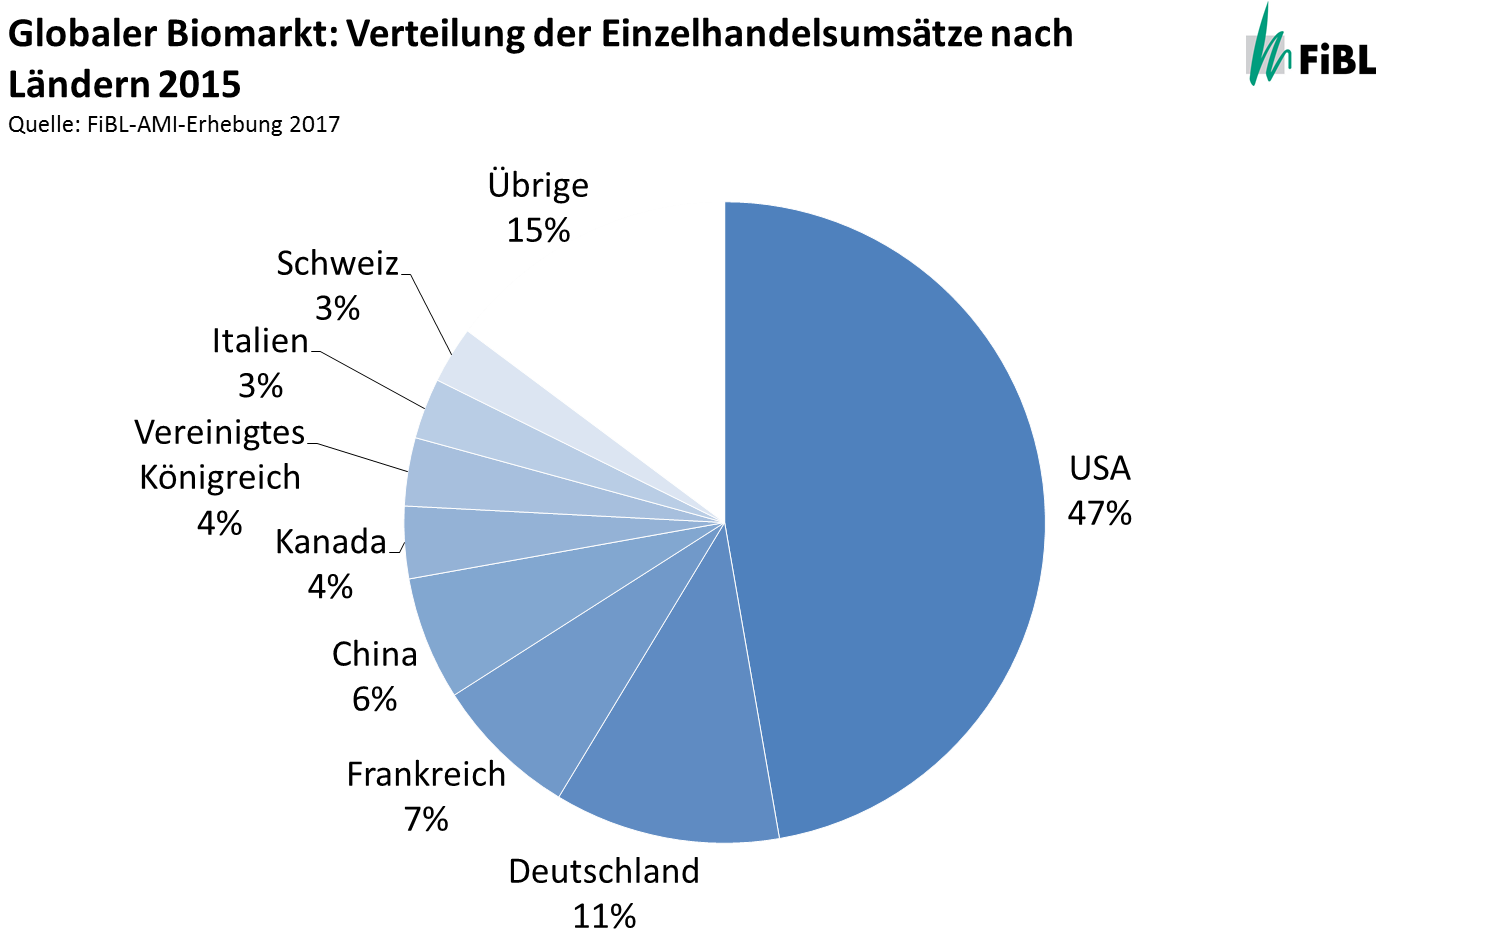 Globaler Biomarkt: Verteilung der Einzelhandelsumsätze nach
Ländern 2015
Quelle: FiBL-AMI-Erhebung 2017
FiBL
Übrige
15%
Schweiz
3%
Italien
3%
Vereinigtes
Königreich
4%
Kanada
4%
China
6%
Frankreich
7%
Deutschland
11%
USA
47%